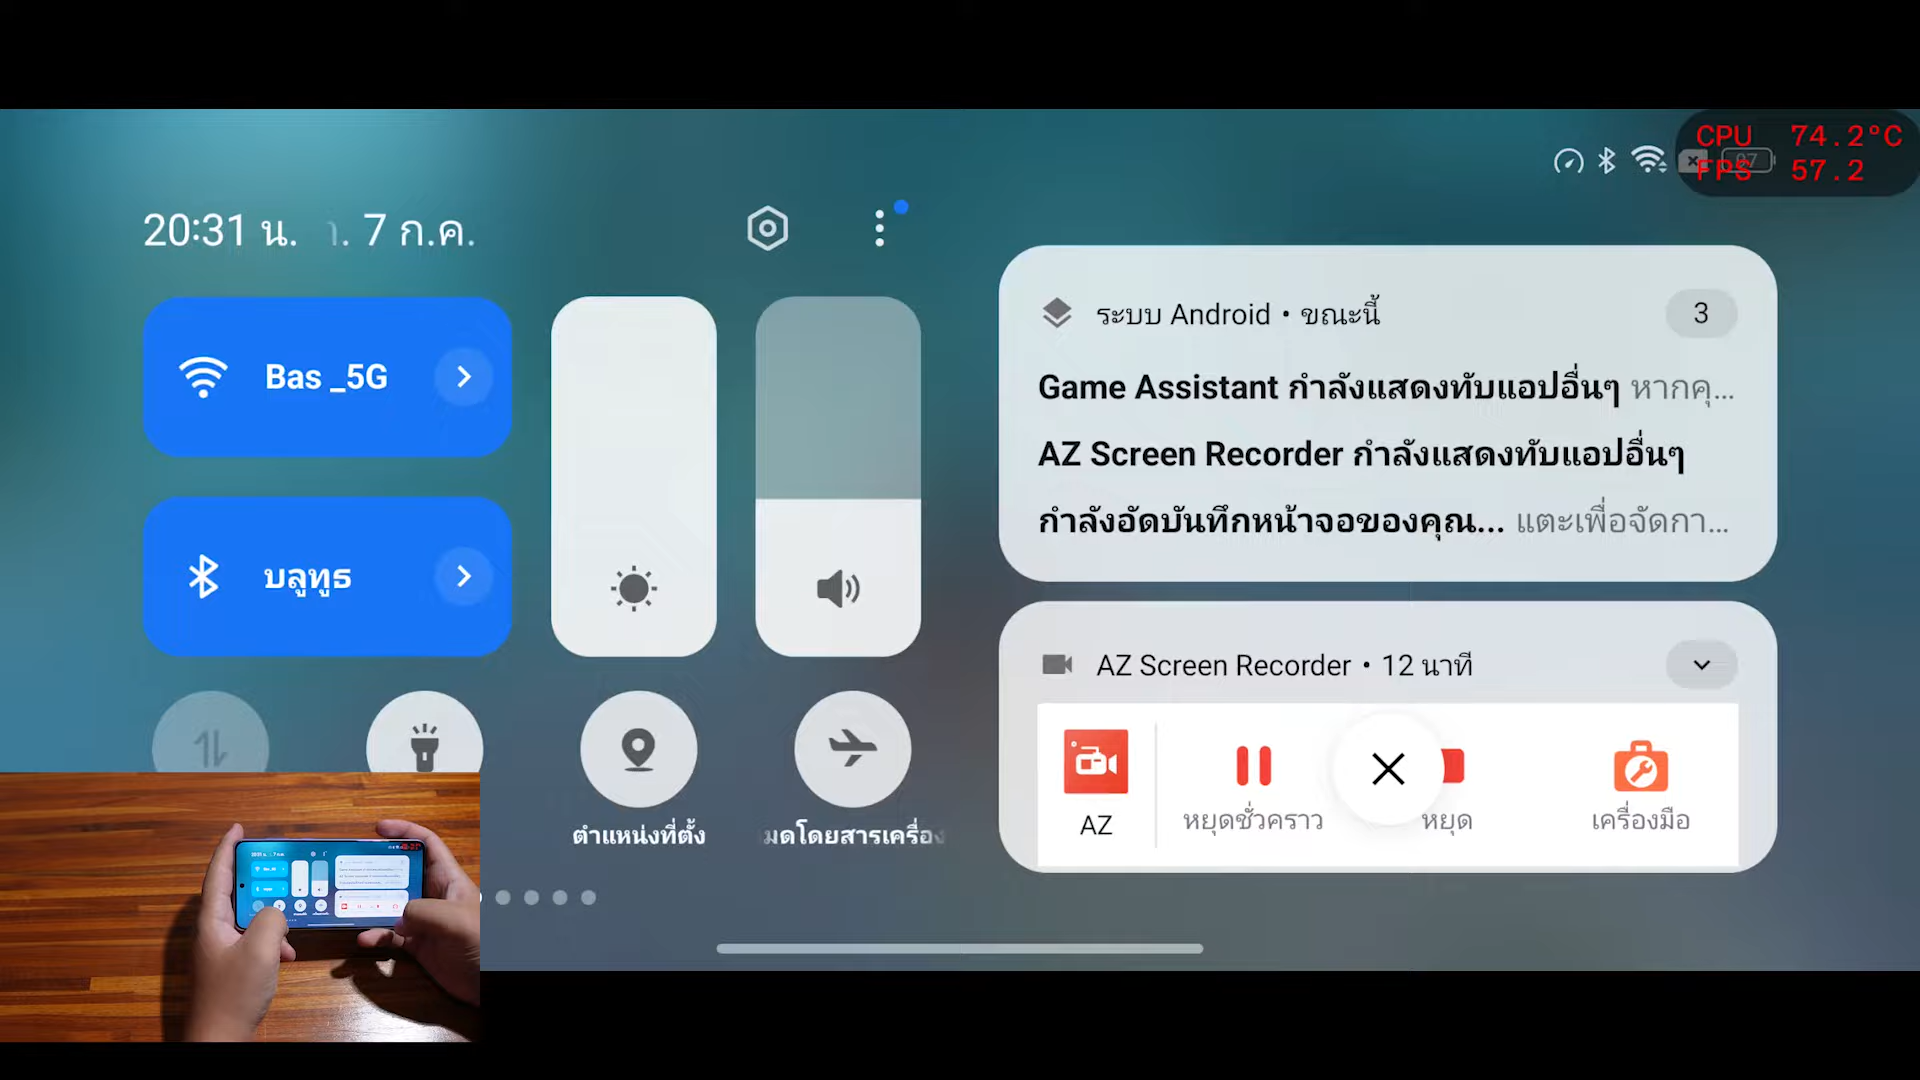 CPU 74.2°C
FPS 57.2
20:31 น. 7 ก.ค.
Bas _5G
บลูทูธ
ตำแหน่งที่ตั้ง
มดโดยสารเครื่อง
ระบบ Android • ขณะนี้
3
Game Assistant กำลังแสดงทับแอปอื่นๆ หากคุ...
AZ Screen Recorder กำลังแสดงทับแอปอื่นๆ
กำลังอัดบันทึกหน้าจอของคุณ... แตะเพื่อจัดกา...
AZ Screen Recorder • 12 นาที
AZ
หยุดชั่วคราว
หยุด
เครื่องมือ